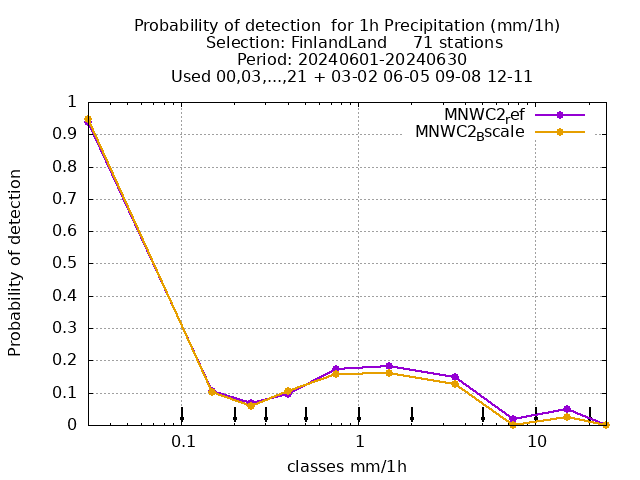 Probability of detection  for 1h Precipitation (mm/1h)
Selection: FinlandLand     71 stations
Period: 20240601-20240630
Used 00,03,...,21 + 03-02 06-05 09-08 12-11
MNWC2ref
MNWC2Bscale
1
0.9
0.8
0.7
0.6
0.5
0.4
0.3
0.2
0.1
0
Probability of detection
0.1 1 10
classes mm/1h